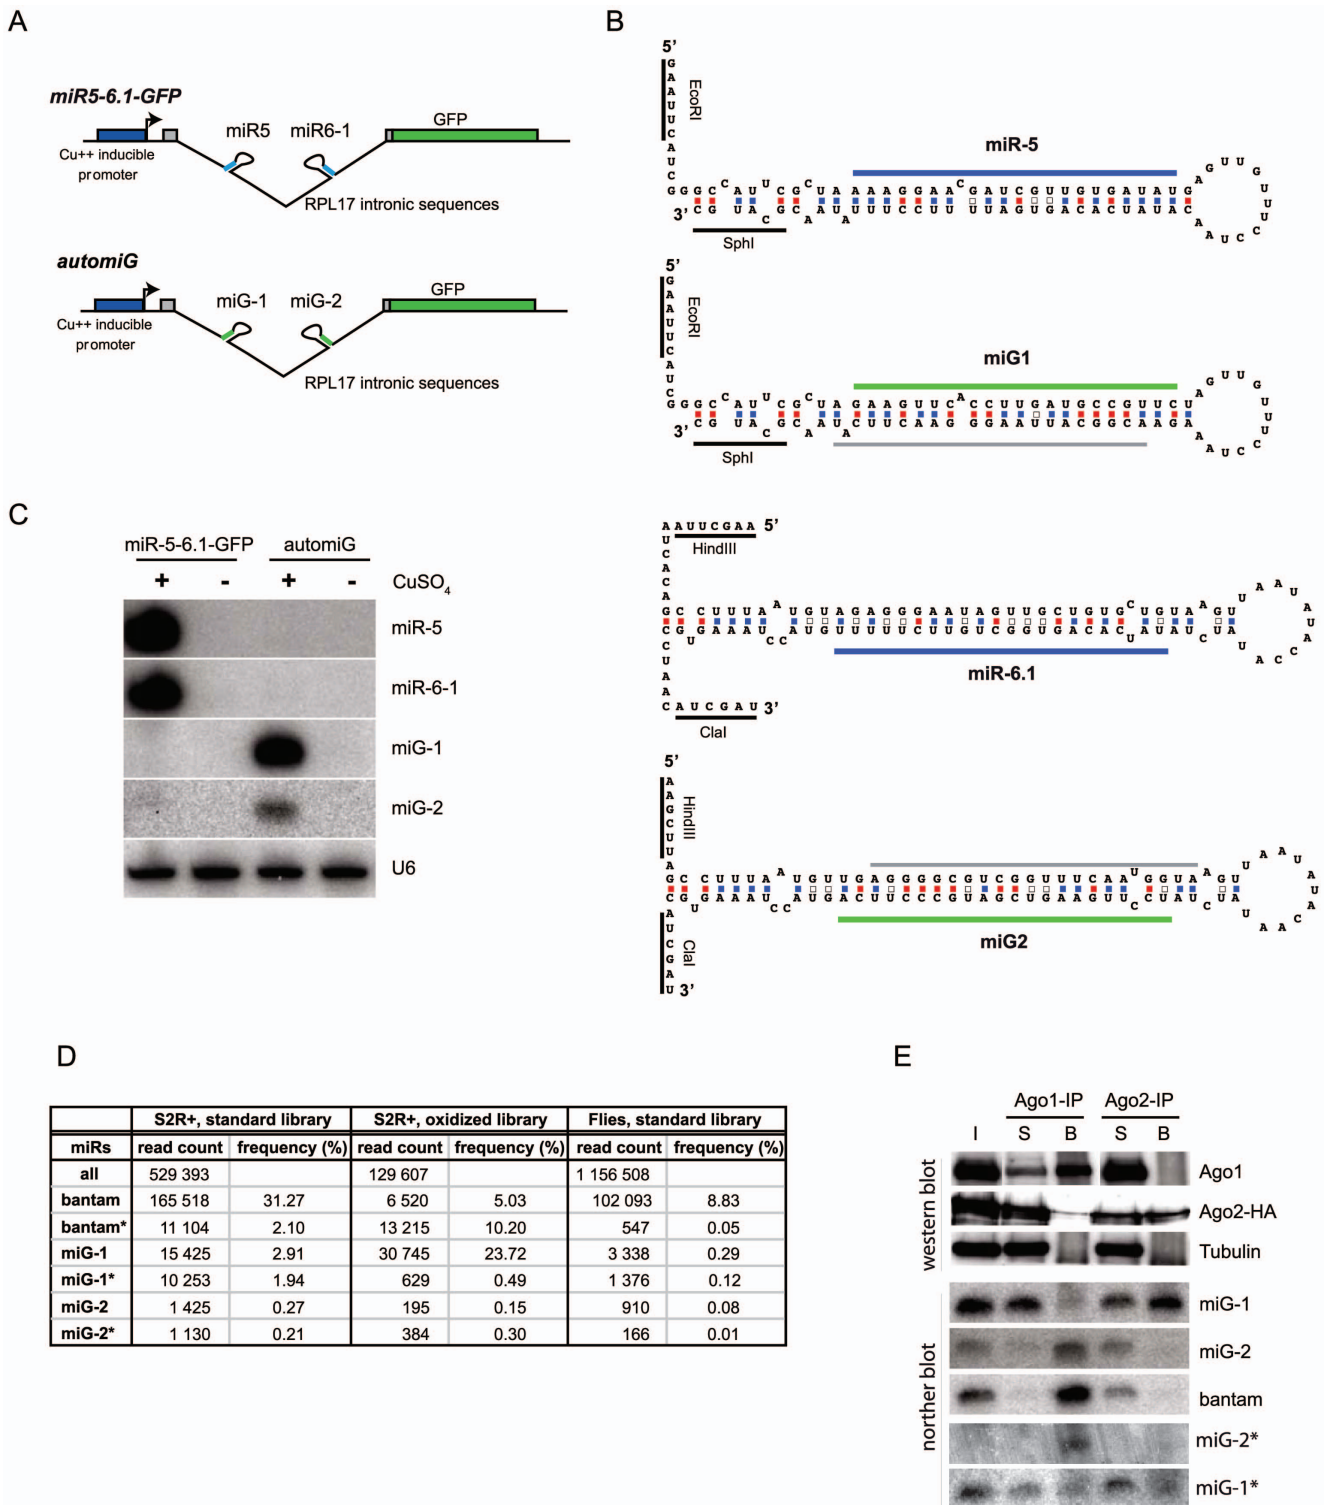 A
miR5-6.1-GFP
miR5
miR6-1
GFP
Cu++ inducible
promoter
RPL17 intronic sequences
automiG
miG-1
miG-2
GFP
Cu++ inducible
promoter
RPL17 intronic sequences
B
5'
EcoRI
miR-5
3'
SphI
5'
EcoRI
miG1
3'
SphI
AAUUCGAA 5'
HindIII
miR-6.1
AUCGAU 3'
ClaI
5'
HindIII
ClaI
miG2
3'
C
miR-5-6.1-GFP automiG
+ - + - CuSO4
miR-5
miR-6-1
miG-1
miG-2
U6
D
S2R+, standard library S2R+, oxidized library Flies, standard library
miRs read count frequency (%) read count frequency (%) read count frequency (%)
all 529 393 129 607 1 156 508
bantam 165 518 31.27 6 520 5.03 102 093 8.83
bantam* 11 104 2.10 13 215 10.20 547 0.05
miG-1 15 425 2.91 30 745 23.72 3 338 0.29
miG-1* 10 253 1.94 629 0.49 1 376 0.12
miG-2 1 425 0.27 195 0.15 910 0.08
miG-2* 1 130 0.21 384 0.30 166 0.01
E
Ago1-IP Ago2-IP
I S B S B
western blot
Ago1
Ago2-HA
Tubulin
norther blot
miG-1
miG-2
bantam
miG-2*
miG-1*